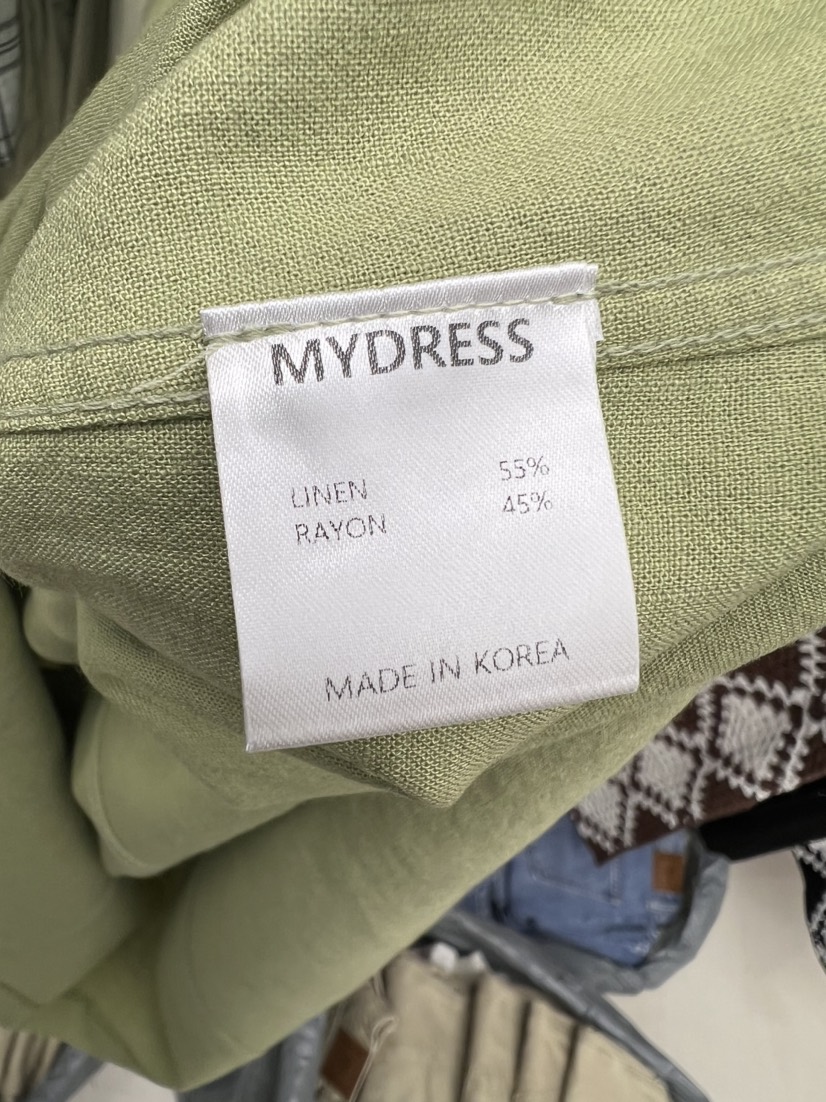 MYDRESS
LINEN 55%
RAYON 45%
MADE IN KOREA